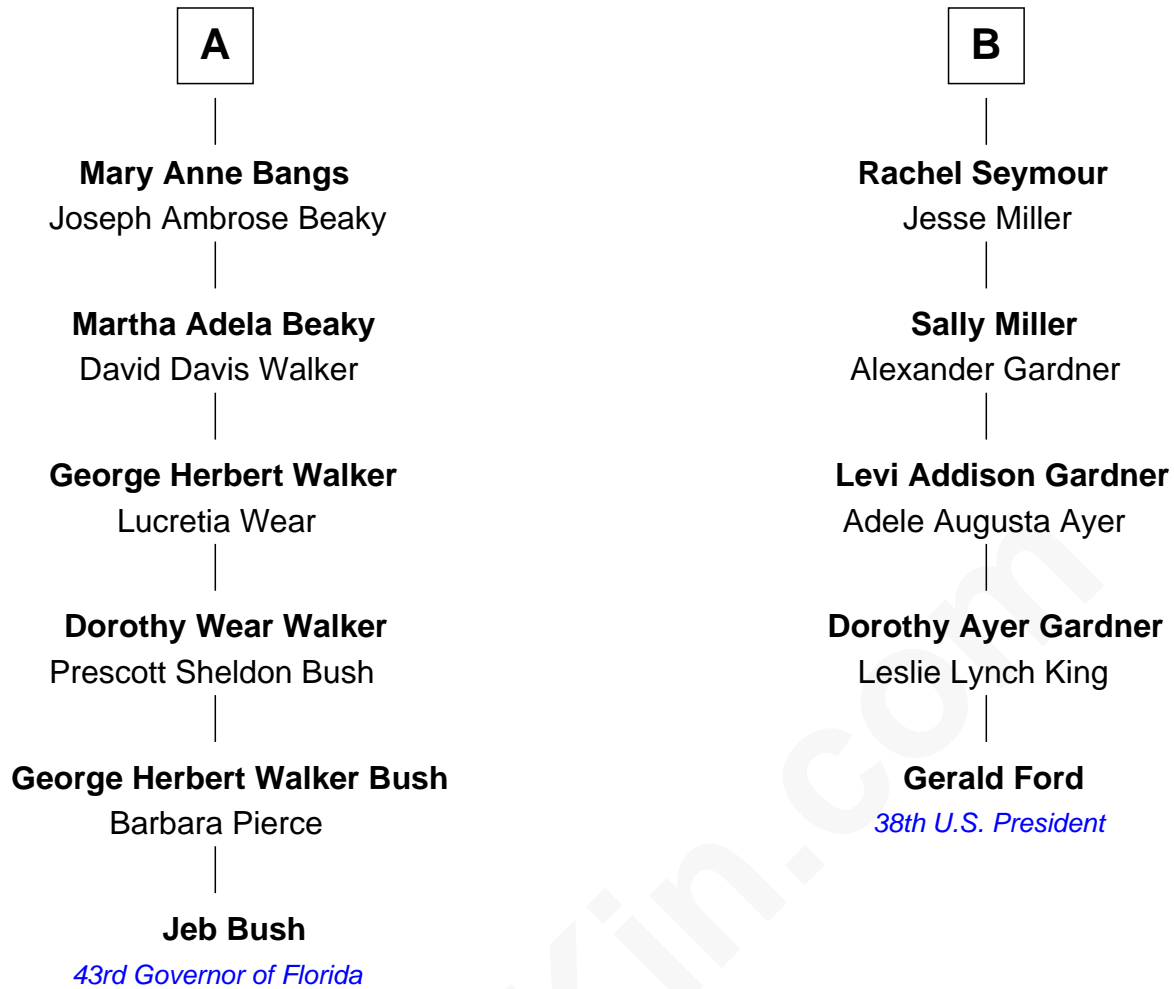 A
Mary Anne Bangs
Joseph Ambrose Beaky
Martha Adela Beaky
David Davis Walker
George Herbert Walker
Lucretia Wear
Dorothy Wear Walker
Prescott Sheldon Bush
George Herbert Walker Bush
Barbara Pierce
Jeb Bush
43rd Governor of Florida
B
Rachel Seymour
Jesse Miller
Sally Miller
Alexander Gardner
Levi Addison Gardner
Adele Augusta Ayer
Dorothy Ayer Gardner
Leslie Lynch King
Gerald Ford
38th U.S. President
Kin.com